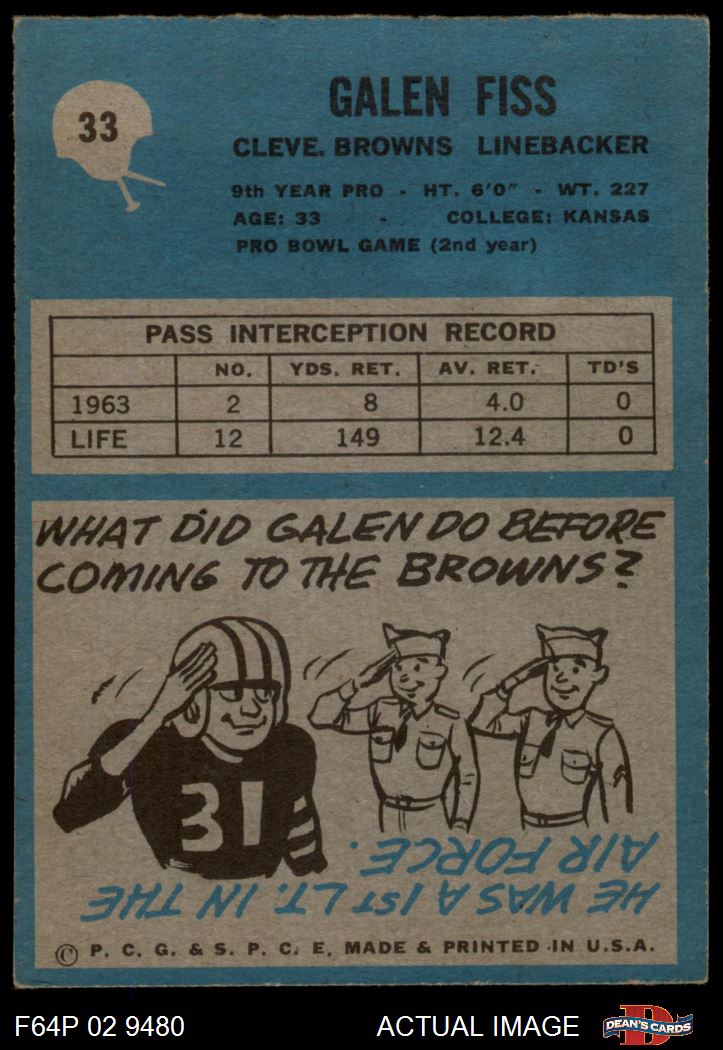 33
GALEN FISS
CLEVE. BROWNS LINEBACKER
9th YEAR PRO - HT. 6'0" - WT. 227
AGE: 33 - COLLEGE: KANSAS
PRO BOWL GAME (2nd year)
PASS INTERCEPTION RECORD
NO. YDS. RET. AV. RET. TD'S
1963 2 8 4.0 0
LIFE 12 149 12.4 0
WHAT DID GALEN DO BEFORE
COMING TO THE BROWNS?
31
HE WAS A 1ST LT. IN THE
AIR FORCE.
© P. C. G. & S. P. C. E. MADE & PRINTED IN U.S.A.
F64P 02 9480 ACTUAL IMAGE
D
DEAN'S CARDS